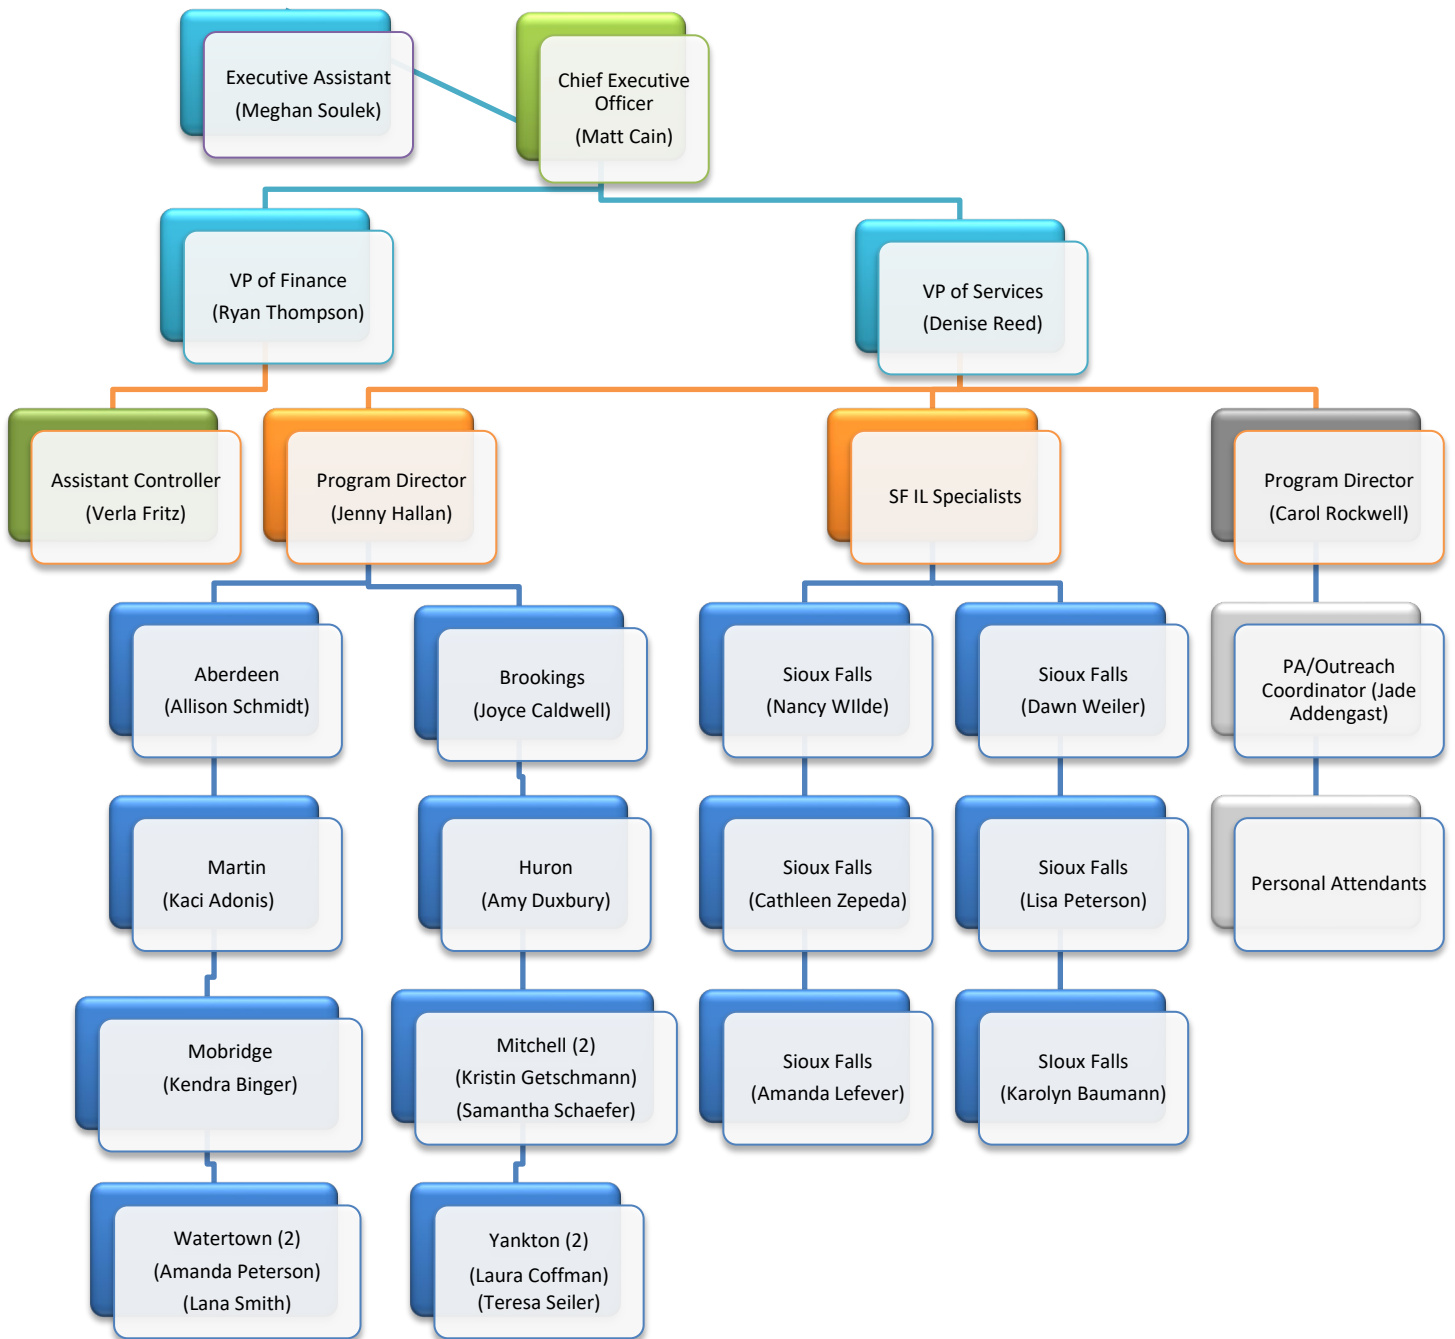 Executive Assistant
(Meghan Soulek)
Chief Executive
Officer
(Matt Cain)
VP of Finance
(Ryan Thompson)
VP of Services
(Denise Reed)
Assistant Controller
(Verla Fritz)
Program Director
(Jenny Hallan)
SF IL Specialists
Program Director
(Carol Rockwell)
Aberdeen
(Allison Schmidt)
Brookings
(Joyce Caldwell)
Sioux Falls
(Nancy WIlde)
Sioux Falls
(Dawn Weiler)
PA/Outreach
Coordinator (Jade
Addengast)
Martin
(Kaci Adonis)
Huron
(Amy Duxbury)
Sioux Falls
(Cathleen Zepeda)
Sioux Falls
(Lisa Peterson)
Personal Attendants
Mobridge
(Kendra Binger)
Mitchell (2)
(Kristin Getschmann)
(Samantha Schaefer)
Sioux Falls
(Amanda Lefever)
SIoux Falls
(Karolyn Baumann)
Watertown (2)
(Amanda Peterson)
(Lana Smith)
Yankton (2)
(Laura Coffman)
(Teresa Seiler)